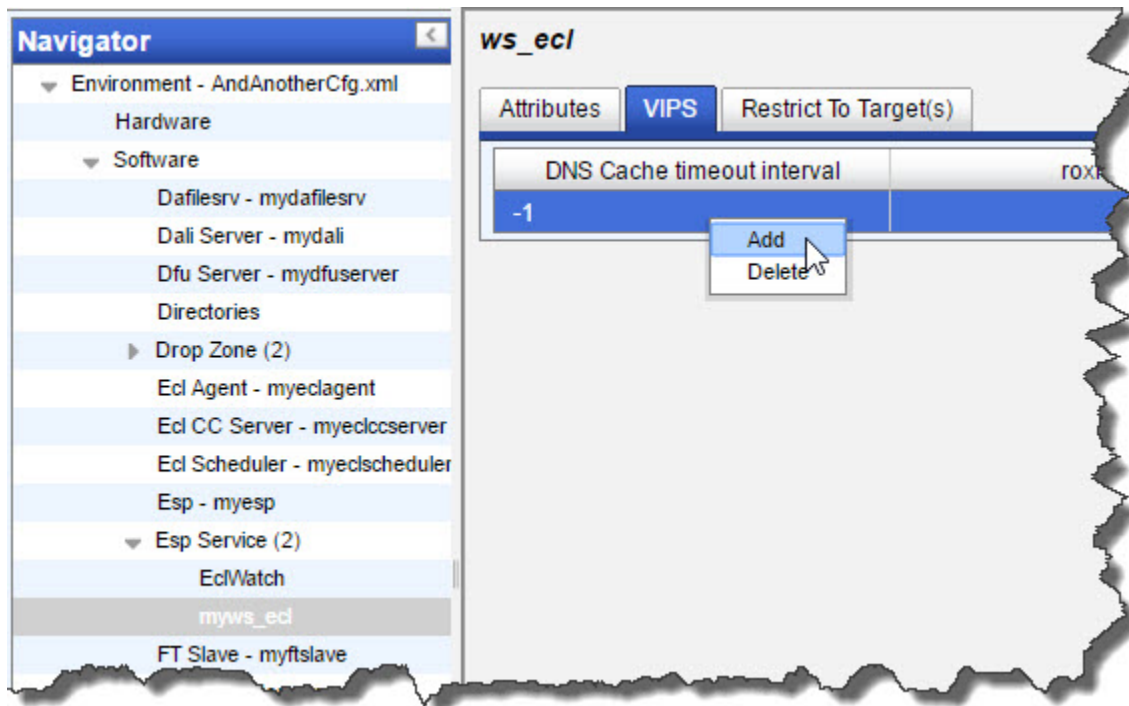 Navigator
Environment - AndAnotherCfg.xml
Hardware
Software
Dafilesrv - mydafilesrv
Dali Server - mydali
Dfu Server - mydfuserver
Directories
Drop Zone (2)
Ecl Agent - myeclagent
Ecl CC Server - myeclccserver
Ecl Scheduler - myeclscheduler
Esp - myesp
Esp Service (2)
EclWatch
myws_ecl
FT Slave - myftslave
ws_ecl
Attributes VIPS Restrict To Target(s)
DNS Cache timeout interval
-1
Add
Delete